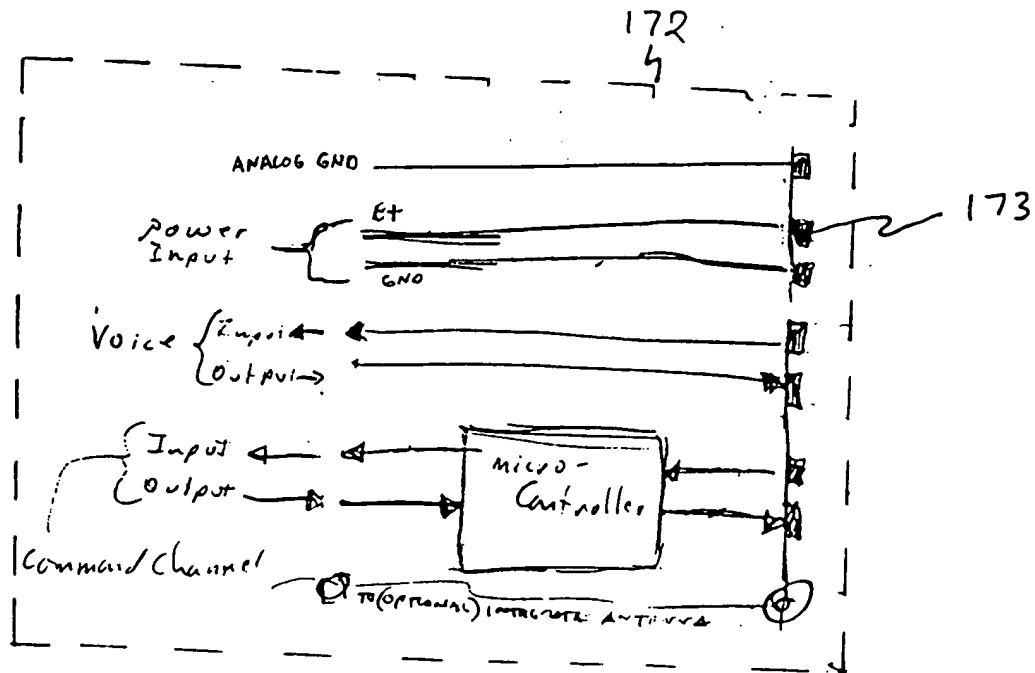 172
ANALOG GND
173
E+
Power
Input
GND
Voice
Input
Output
Input
Output
Micro-
Controller
Command Channel
TO (OPTIONAL) ANTENNA